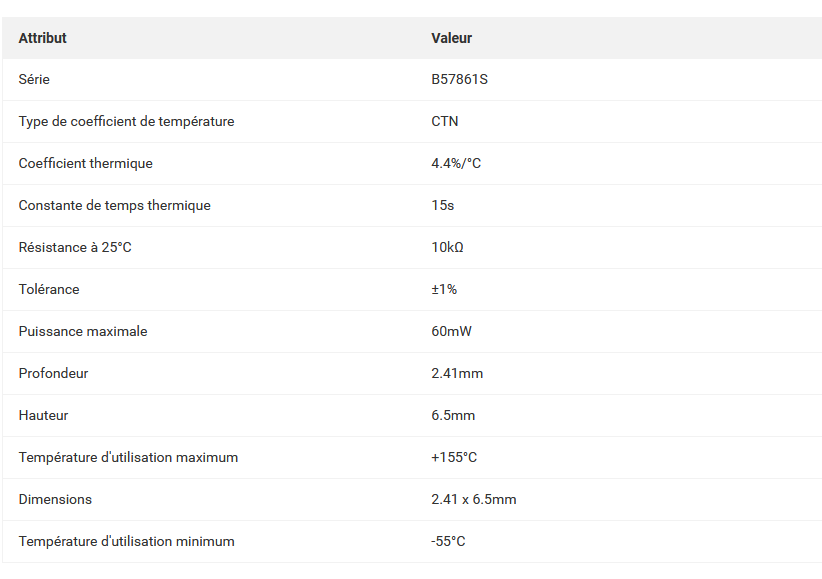 Attribut Valeur
Série B57861S
Type de coefficient de température CTN
Coefficient thermique 4.4%/°C
Constante de temps thermique 15s
Résistance à 25°C 10kΩ
Tolérance ±1%
Puissance maximale 60mW
Profondeur 2.41mm
Hauteur 6.5mm
Température d'utilisation maximum +155°C
Dimensions 2.41 x 6.5mm
Température d'utilisation minimum -55°C